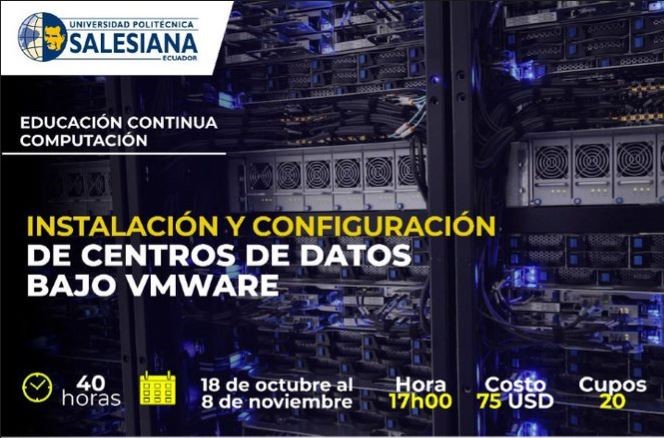 UNIVERSIDAD POLITÉCNICA
SALESIANA
ECUADOR
EDUCACIÓN CONTINUA
COMPUTACIÓN
INSTALACIÓN Y CONFIGURACIÓN
DE CENTROS DE DATOS
BAJO VMWARE
40
horas
18 de octubre al
8 de noviembre
Hora
17h00
Costo
75 USD
Cupos
20